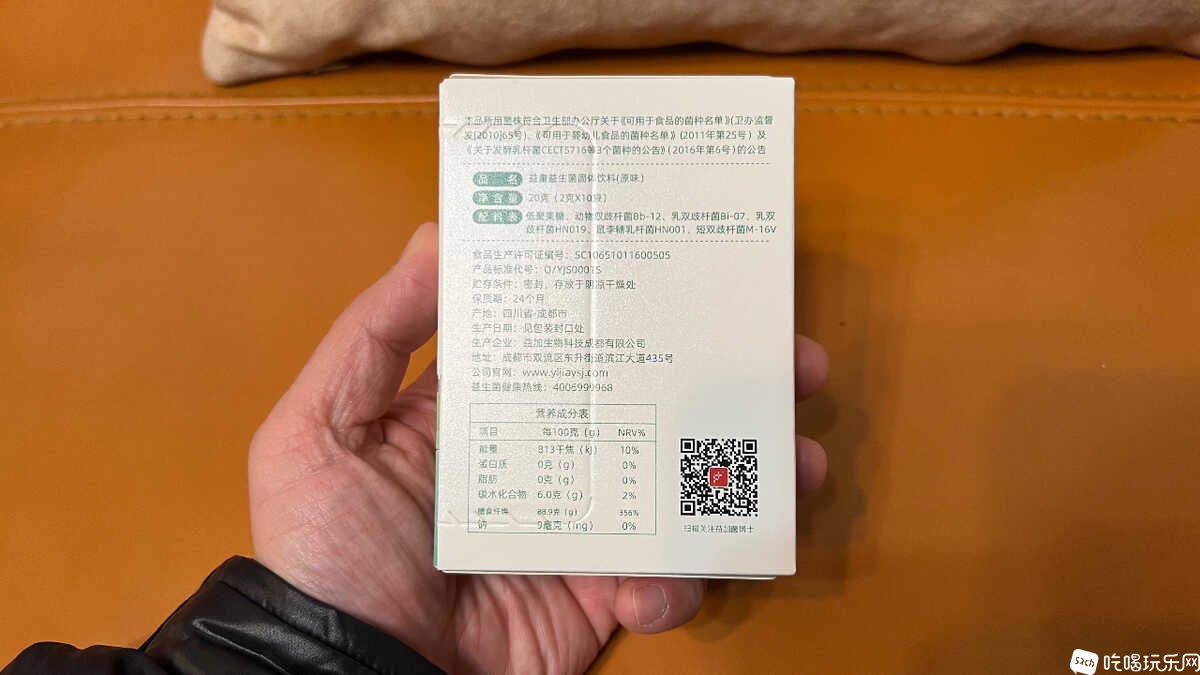 本品所用菌株符合卫生部办公厅关于《可用于食品的菌种名单》(卫办监督
发[2010]65号)、《可用于婴幼儿食品的菌种名单》(2011年第25号) 及
《关于发酵乳杆菌CECT5716等3个菌种的公告》(2016年第6号)的公告
品名 益童益生菌固体饮料(原味)
净含量 20克 (2克X10袋)
配料表 低聚果糖、动物双歧杆菌Bb-12、乳双歧杆菌Bi-07、乳双
歧杆菌HN019、鼠李糖乳杆菌HN001、短双歧杆菌M-16V
食品生产许可证编号: SC10651011600505
产品标准代号: Q/YJS0001S
贮存条件: 密封, 存放于阴凉干燥处
保质期: 24个月
产地: 四川省-成都市
生产日期: 见包装封口处
生产企业: 益加生物科技成都有限公司
地址: 成都市双流区东升街道滨江大道435号
公司官网: www.yijiaysj.com
益生菌健康热线: 4006999968
营养成分表
项目 每100克 (g) NRV%
能量 813千焦 (kJ) 10%
蛋白质 0克 (g) 0%
脂肪 0克 (g) 0%
碳水化合物 6.0克 (g) 2%
-膳食纤维 88.9克 (g) 356%
钠 9毫克 (mg) 0%
扫描关注益加菌博士
sach 吃喝玩乐网